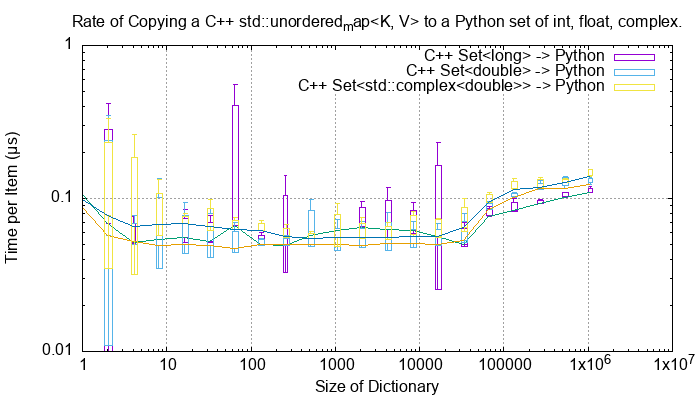 Rate of Copying a C++ std::unordered_map<K, V> to a Python set of int, float, complex.
C++ Set<long> -> Python
C++ Set<double> -> Python
C++ Set<std::complex<double>> -> Python
Time per Item (µs)
1
0.1
0.01
1 10 100 1000 10000 100000 1x10^6 1x10^7
Size of Dictionary